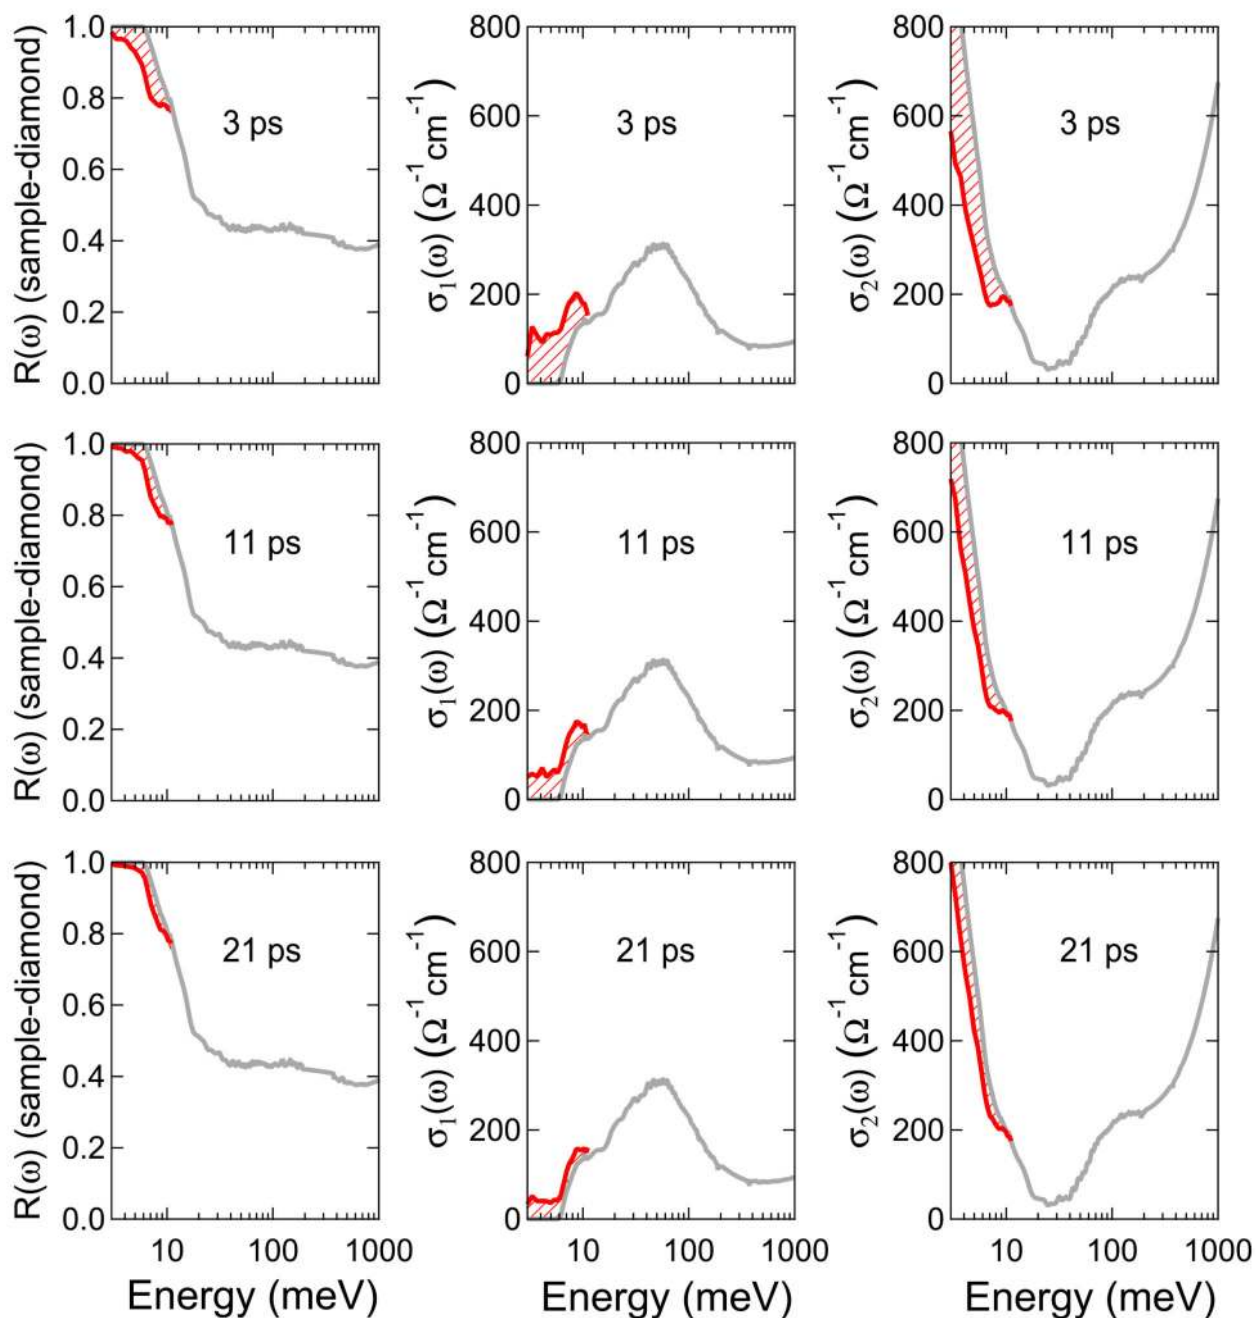 R(ω) (sample-diamond)
1.0
0.8
0.6
0.4
0.2
0.0
3 ps
σ₁(ω) (Ω⁻¹cm⁻¹)
800
600
400
200
0
3 ps
σ₂(ω) (Ω⁻¹cm⁻¹)
800
600
400
200
0
3 ps
R(ω) (sample-diamond)
1.0
0.8
0.6
0.4
0.2
0.0
11 ps
σ₁(ω) (Ω⁻¹cm⁻¹)
800
600
400
200
0
11 ps
σ₂(ω) (Ω⁻¹cm⁻¹)
800
600
400
200
0
11 ps
R(ω) (sample-diamond)
1.0
0.8
0.6
0.4
0.2
0.0
21 ps
10 100 1000
Energy (meV)
σ₁(ω) (Ω⁻¹cm⁻¹)
800
600
400
200
0
21 ps
10 100 1000
Energy (meV)
σ₂(ω) (Ω⁻¹cm⁻¹)
800
600
400
200
0
21 ps
10 100 1000
Energy (meV)